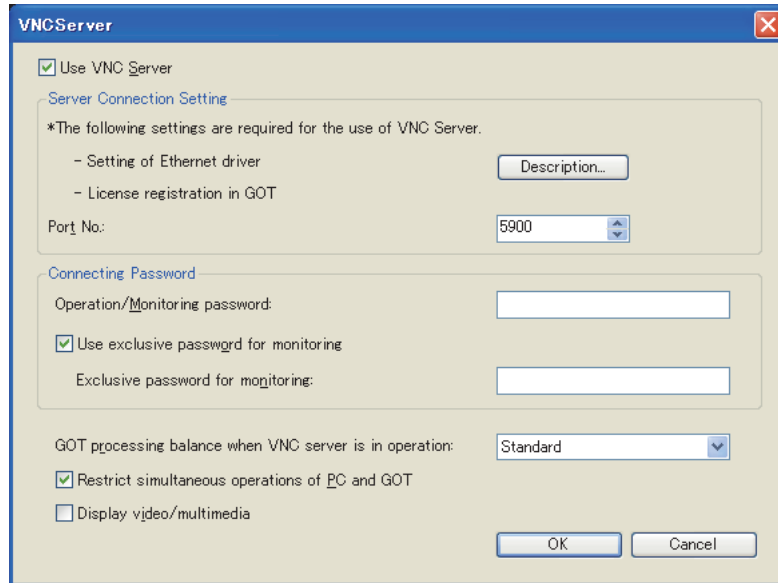 VNCServer
Use VNC Server
Server Connection Setting
*The following settings are required for the use of VNC Server.
- Setting of Ethernet driver
Description...
- License registration in GOT
Port No.:
5900
Connecting Password
Operation/Monitoring password:
Use exclusive password for monitoring
Exclusive password for monitoring:
GOT processing balance when VNC server is in operation:
Standard
Restrict simultaneous operations of PC and GOT
Display video/multimedia
OK
Cancel